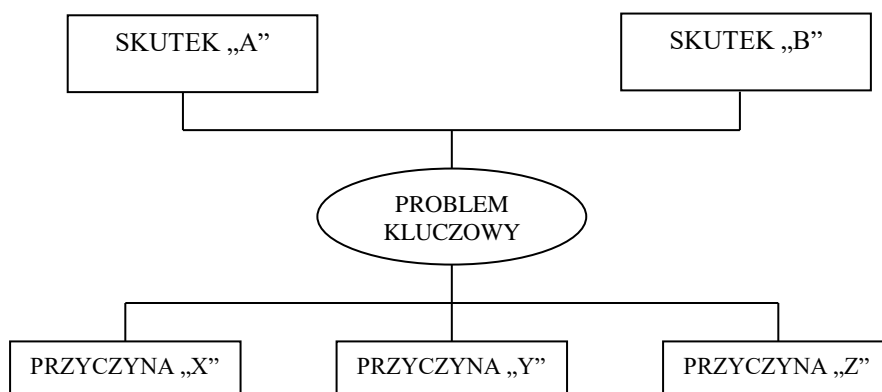 SKUTEK „A”
SKUTEK „B”
PROBLEM
KLUCZOWY
PRZYCZYNA „X”
PRZYCZYNA „Y”
PRZYCZYNA „Z”